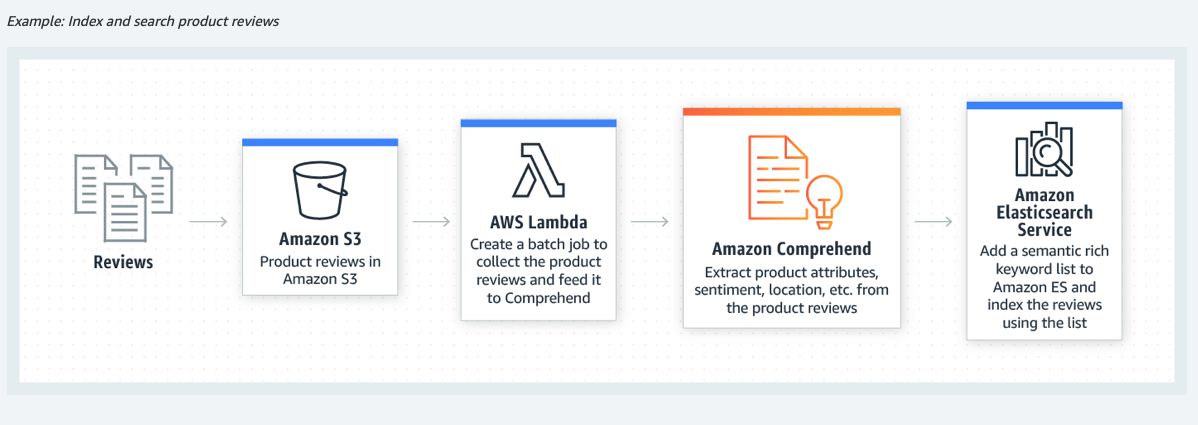 Example: Index and search product reviews
Reviews
Amazon S3
Product reviews in
Amazon S3
AWS Lambda
Create a batch job to
collect the product
reviews and feed it
to Comprehend
Amazon Comprehend
Extract product attributes,
sentiment, location, etc. from
the product reviews
Amazon
Elasticsearch
Service
Add a semantic rich
keyword list to
Amazon ES and
index the reviews
using the list